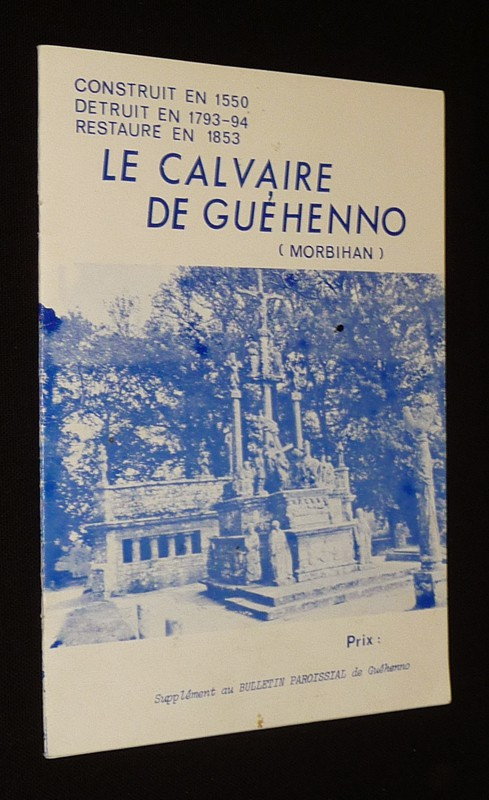 CONSTRUIT EN 1550
DETRUIT EN 1793-94
RESTAURE EN 1853
LE CALVAIRE
DE GUÉHENNO
( MORBIHAN )
Prix :
Supplément au BULLETIN PAROISSIAL de Guéhenno